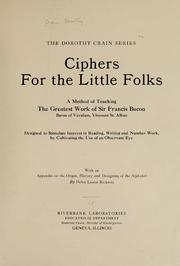 THE DOROTHY CRAIN SERIES
Ciphers
For the Little Folks
A Method of Teaching
The Greatest Work of Sir Francis Bacon
Baron of Verulam, Viscount St. Alban
Designed to Stimulate Interest in Reading, Writing and Number Work,
by Cultivating the Use of an Observant Eye.
With an
Appendix on the Origin, History and Designing of the Alphabet
By Helen Louise Ricketts
RIVERBANK LABORATORIES
EDUCATIONAL DEPARTMENT
GENEVA, ILLINOIS